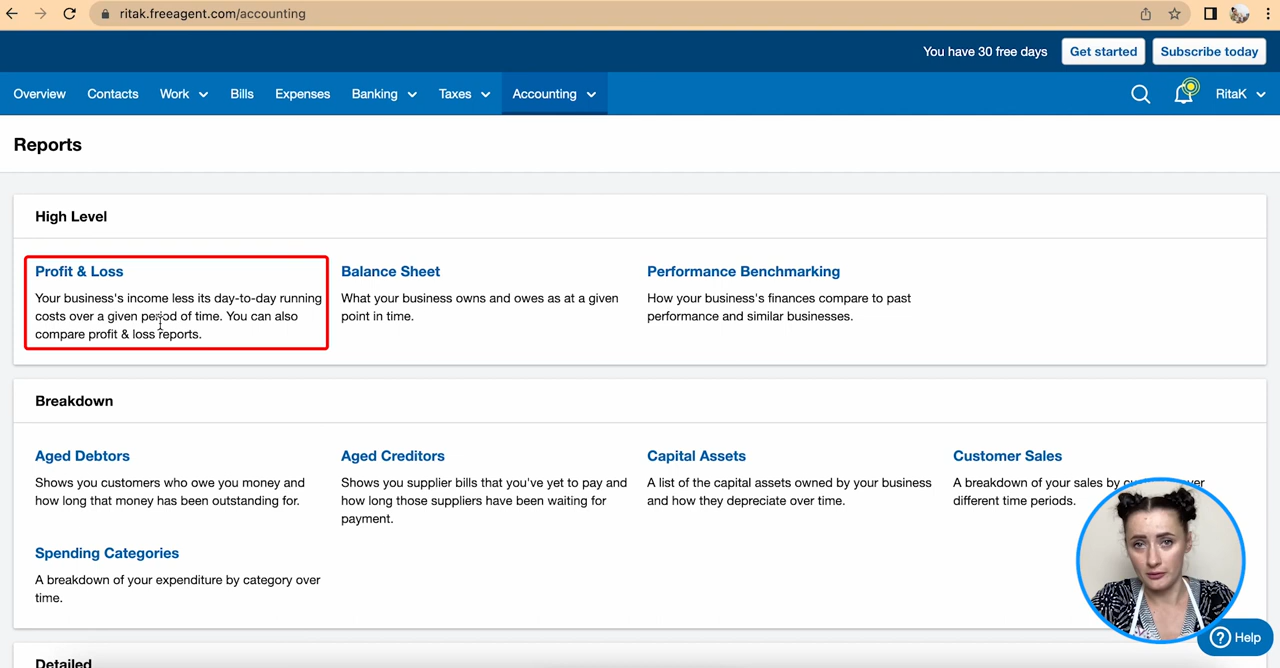 ritak.freeagent.com/accounting
You have 30 free days Get started Subscribe today
Overview Contacts Work Bills Expenses Banking Taxes Accounting RitaK
Reports
High Level
Profit & Loss
Your business's income less its day-to-day running
costs over a given period of time. You can also
compare profit & loss reports.
Balance Sheet
What your business owns and owes as at a given
point in time.
Performance Benchmarking
How your business's finances compare to past
performance and similar businesses.
Breakdown
Aged Debtors
Shows you customers who owe you money and
how long that money has been outstanding for.
Aged Creditors
Shows you supplier bills that you've yet to pay and
how long those suppliers have been waiting for
payment.
Capital Assets
A list of the capital assets owned by your business
and how they depreciate over time.
Customer Sales
A breakdown of your sales by
different time periods.
Spending Categories
A breakdown of your expenditure by category over
time.
Help
Detailed